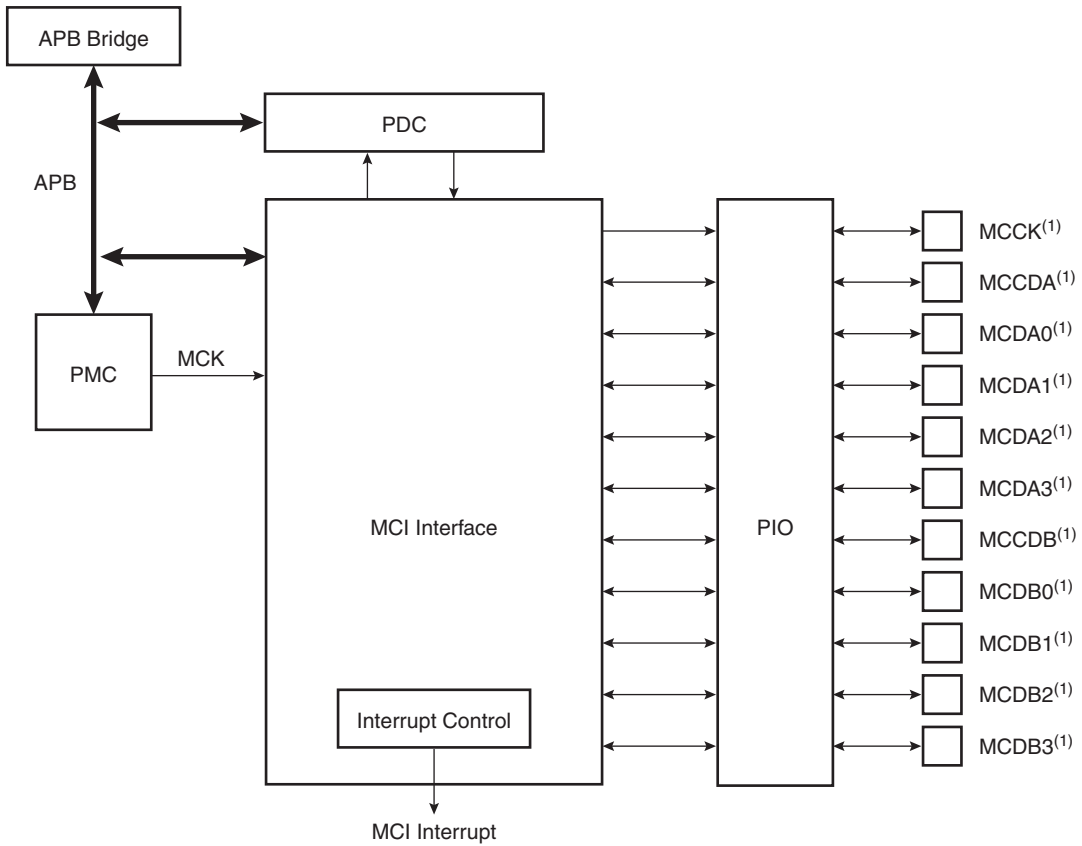 APB Bridge
PDC
APB
MCCK(1)
MCCDA(1)
MCDA0(1)
PMC
MCK
MCDA1(1)
MCDA2(1)
MCDA3(1)
MCI Interface
PIO
MCCDB(1)
MCDB0(1)
MCDB1(1)
MCDB2(1)
Interrupt Control
MCDB3(1)
MCI Interrupt